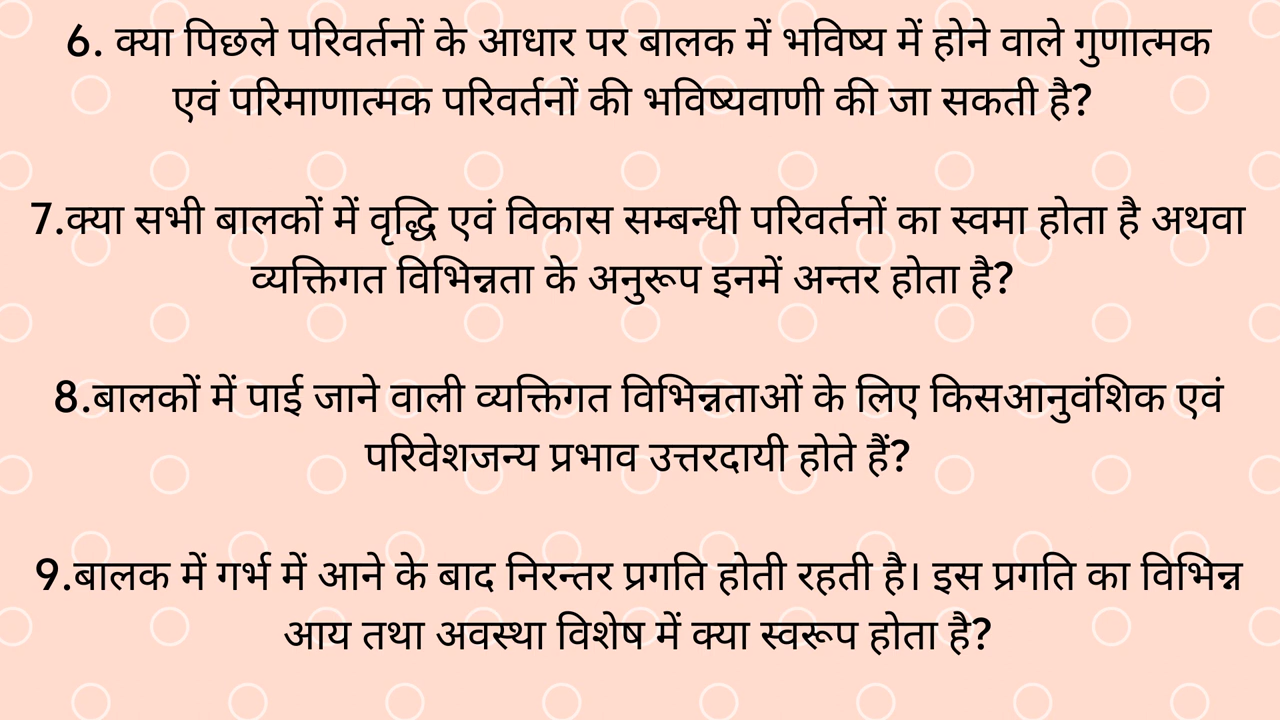 6. क्या पिछले परिवर्तनों के आधार पर बालक में भविष्य में होने वाले गुणात्मक
एवं परिमाणात्मक परिवर्तनों की भविष्यवाणी की जा सकती है?
7.क्या सभी बालकों में वृद्धि एवं विकास सम्बन्धी परिवर्तनों का स्वमा होता है अथवा
व्यक्तिगत विभिन्नता के अनुरूप इनमें अन्तर होता है?
8.बालकों में पाई जाने वाली व्यक्तिगत विभिन्नताओं के लिए किसआनुवंशिक एवं
परिवेशजन्य प्रभाव उत्तरदायी होते हैं?
9.बालक में गर्भ में आने के बाद निरन्तर प्रगति होती रहती है। इस प्रगति का विभिन्न
आय तथा अवस्था विशेष में क्या स्वरूप होता है?